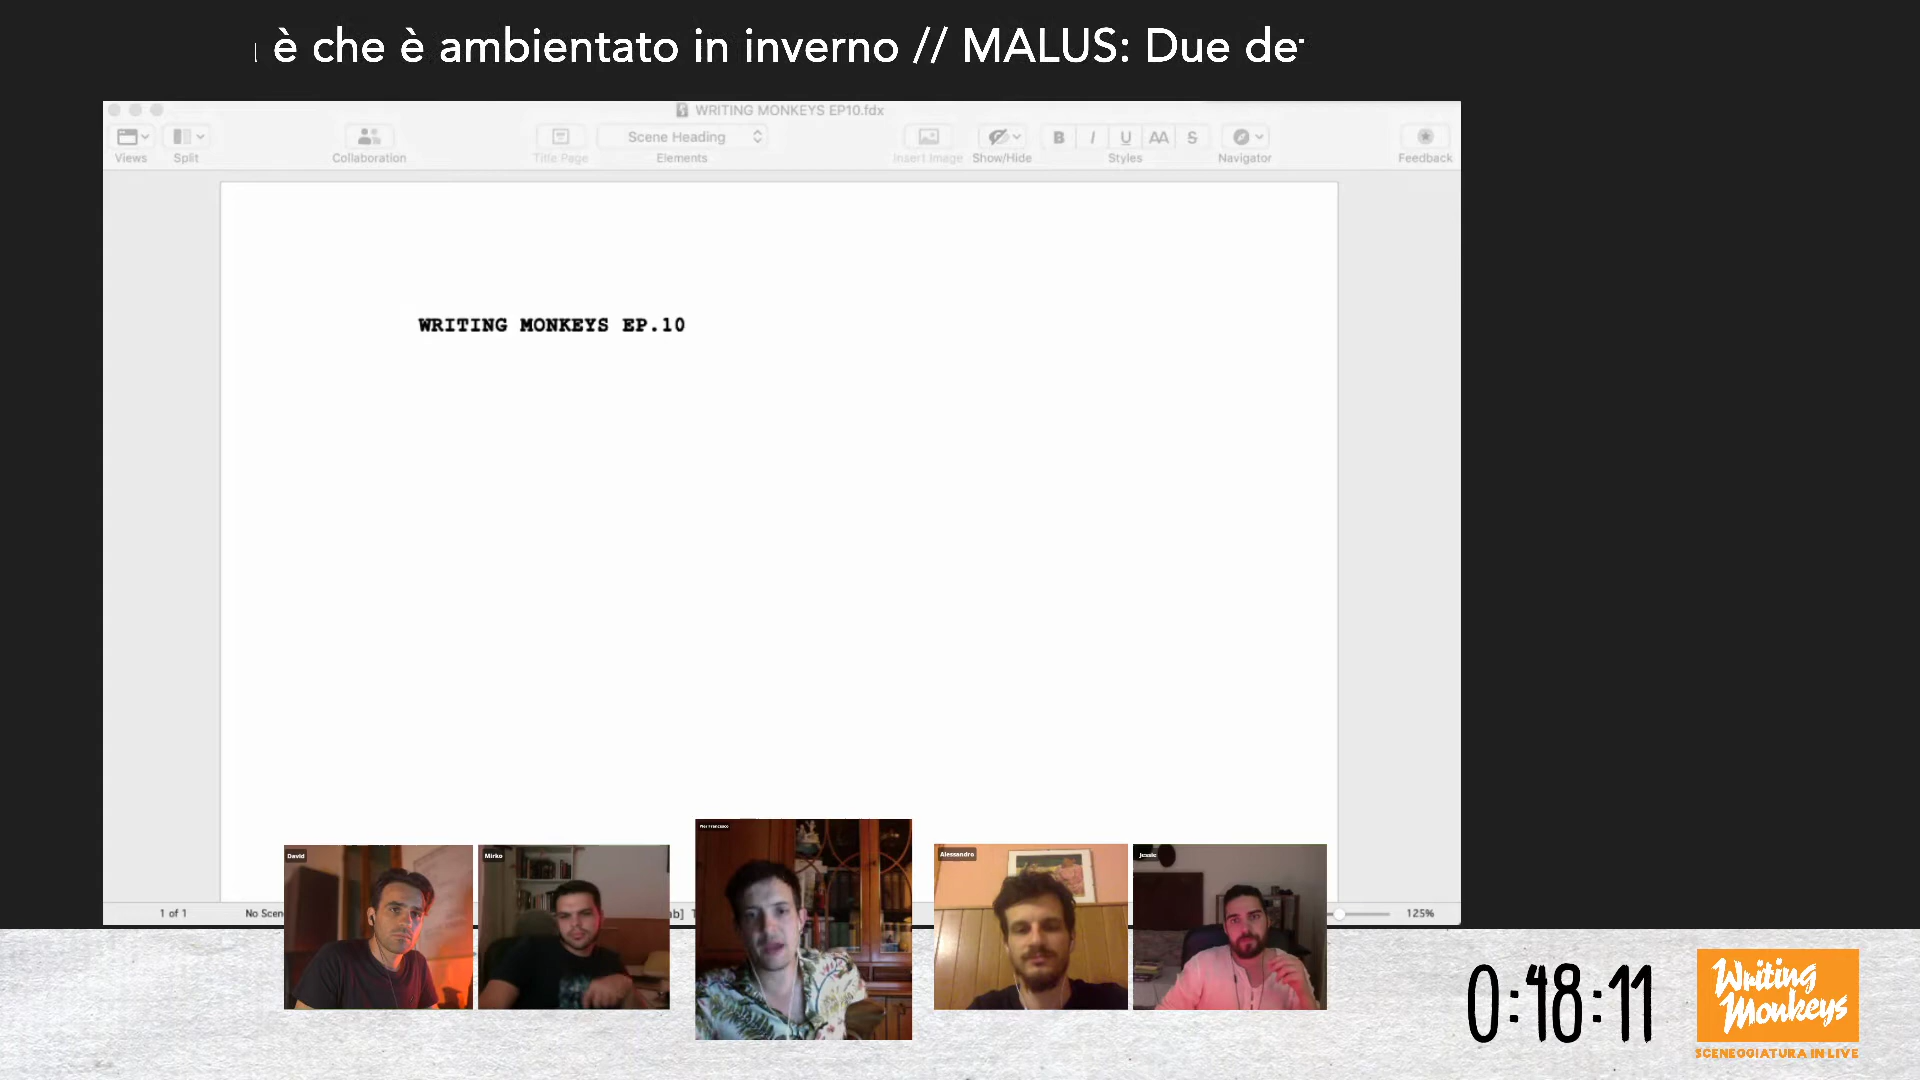 è che è ambientato in inverno // MALUS: Due de
WRITING MONKEYS EP10.fdx
Scene Heading
Views Split Collaboration Title Page Elements Insert Image Show/Hide B I U AA S Styles Navigator Feedback
WRITING MONKEYS EP.10
David
Mirko
Alessandro
Jessie
1 of 1 No Scen 125%
0:48:11
Writing
Monkeys
SCENEGGIATURA IN LIVE